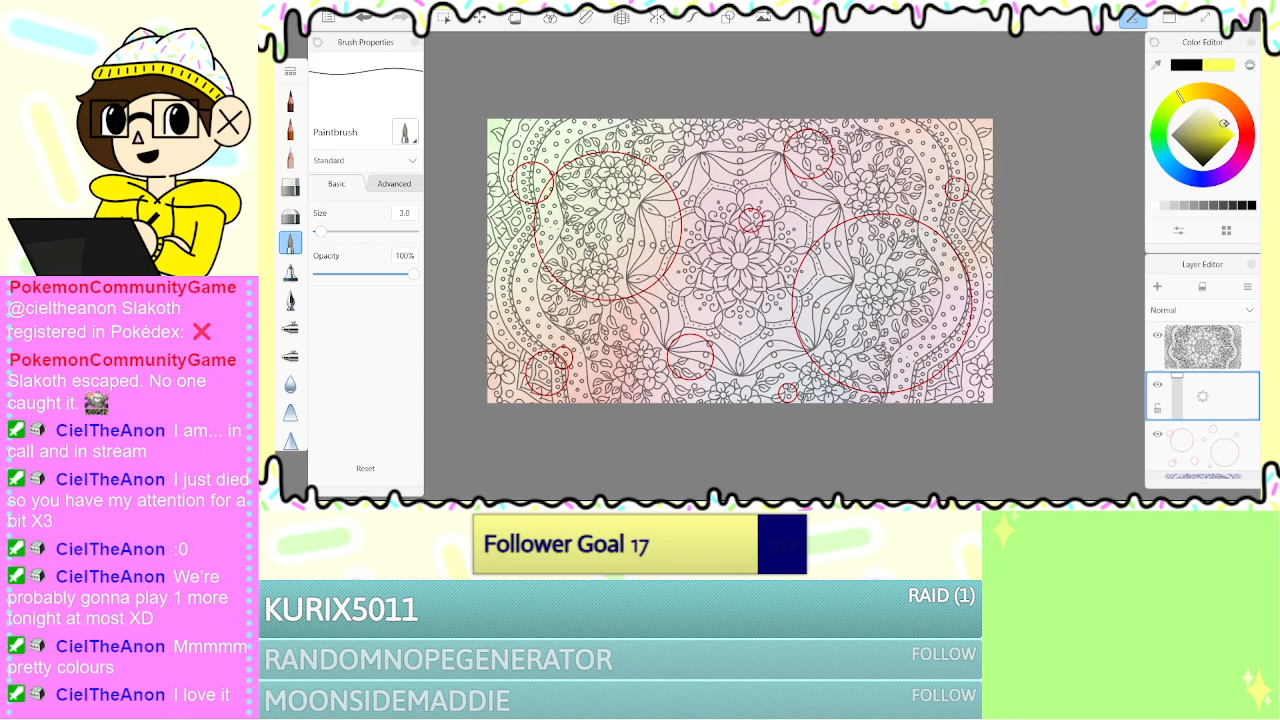 PokemonCommunityGame
@cieltheanon Slakoth
registered in Pokédex: ❌
PokemonCommunityGame
Slakoth escaped. No one
caught it.
CielTheAnon I am... in
call and in stream
CielTheAnon I just died
so you have my attention for a
bit X3
CielTheAnon :0
CielTheAnon We're
probably gonna play 1 more
tonight at most XD
CielTheAnon Mmmmm
pretty colours
CielTheAnon I love it
Brush Properties
Paintbrush
Standard
Basic
Advanced
Size
3.0
Opacity
100%
Reset
Color Editor
Layer Editor
Normal
Follower Goal 17
KURIX5011
RAID (1)
RANDOMNOPEGENERATOR
FOLLOW
MOONSIDEMADDIE
FOLLOW